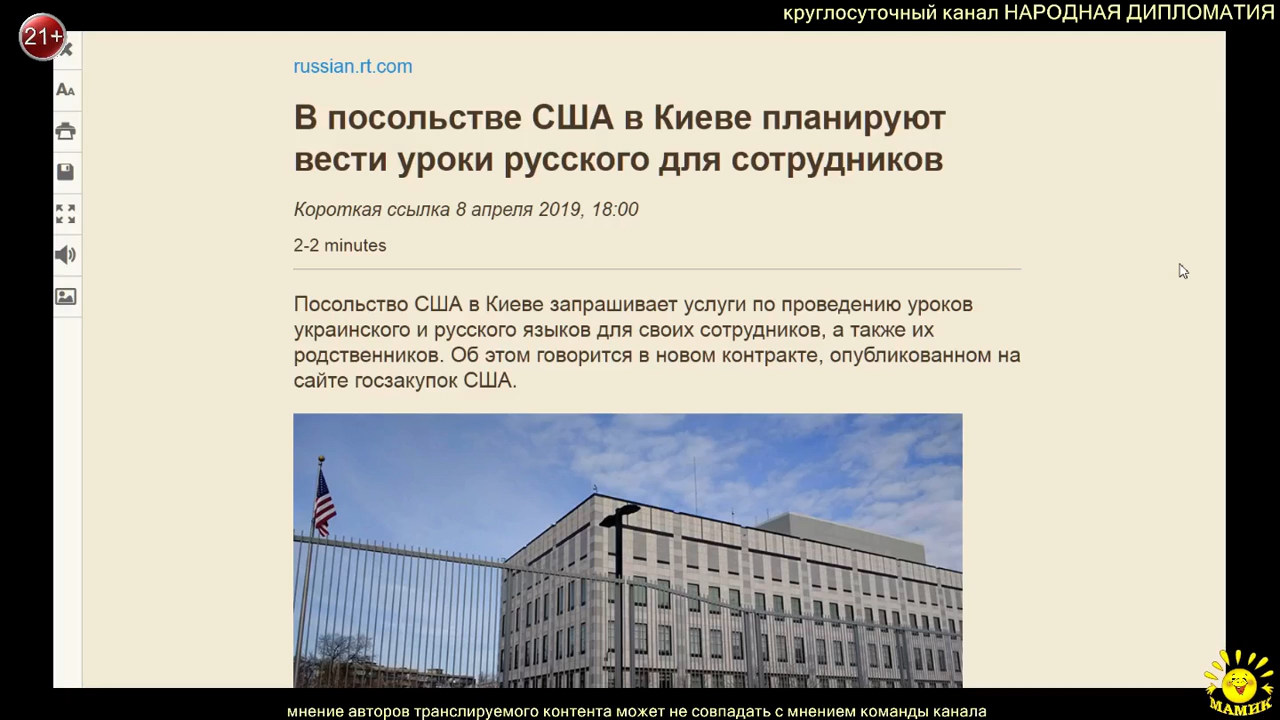 круглосуточный канал НАРОДНАЯ ДИПЛОМАТИЯ
21+
russian.rt.com
В посольстве США в Киеве планируют
вести уроки русского для сотрудников
Короткая ссылка 8 апреля 2019, 18:00
2-2 minutes
Посольство США в Киеве запрашивает услуги по проведению уроков
украинского и русского языков для своих сотрудников, а также их
родственников. Об этом говорится в новом контракте, опубликованном на
сайте госзакупок США.
МАМИК
мнение авторов транслируемого контента может не совпадать с мнением команды канала